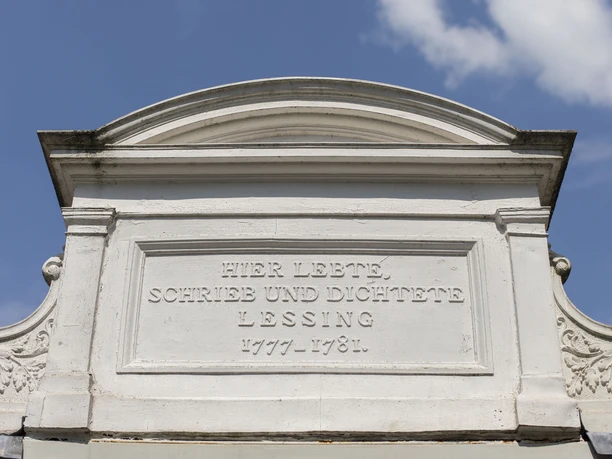 HIER LEBTE,
SCHRIEB UND DICHTETE
LESSING
1777–1781.